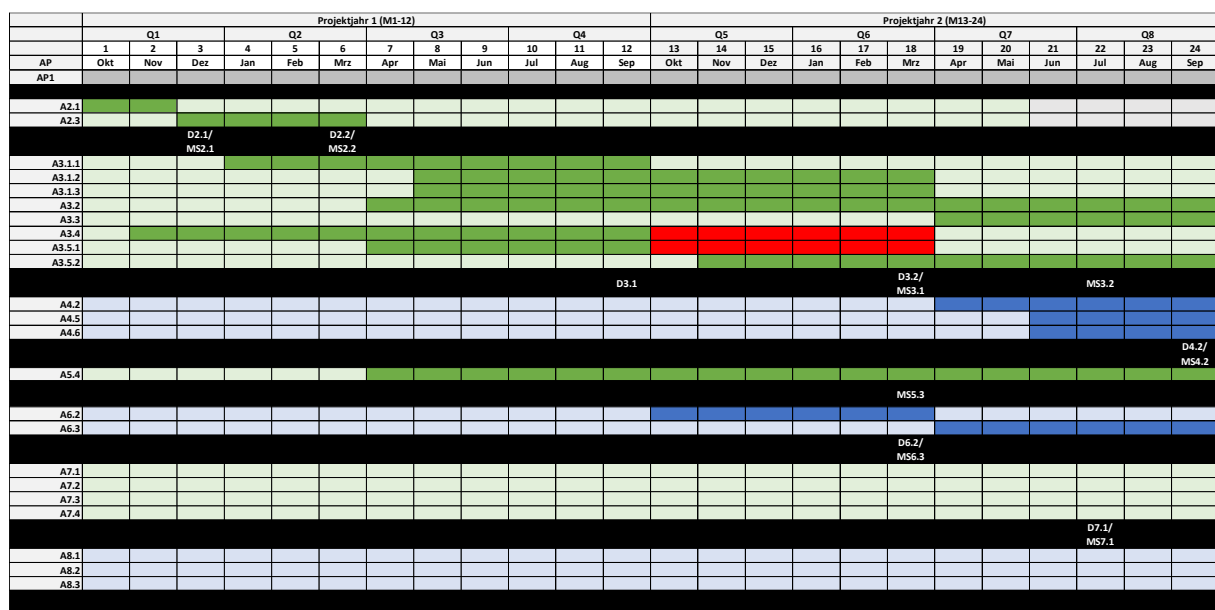 Projektjahr 1 (M1-12) Projektjahr 2 (M13-24)
Q1 Q2 Q3 Q4 Q5 Q6 Q7 Q8
1 2 3 4 5 6 7 8 9 10 11 12 13 14 15 16 17 18 19 20 21 22 23 24
AP Okt Nov Dez Jan Feb Mrz Apr Mai Jun Jul Aug Sep Okt Nov Dez Jan Feb Mrz Apr Mai Jun Jul Aug Sep
AP1
A2.1
A2.3
D2.1/ D2.2/
MS2.1 MS2.2
A3.1.1
A3.1.2
A3.1.3
A3.2
A3.3
A3.4
A3.5.1
A3.5.2
D3.1 D3.2/ MS3.2
MS3.1
A4.2
A4.5
A4.6
D4.2/
MS4.2
A5.4
MS5.3
A6.2
A6.3
D6.2/
MS6.3
A7.1
A7.2
A7.3
A7.4
D7.1/
MS7.1
A8.1
A8.2
A8.3